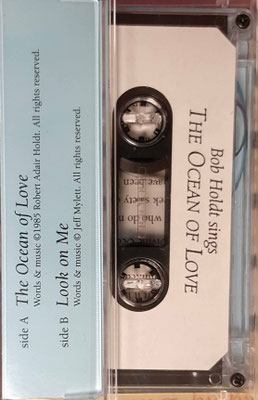 side A The Ocean of Love
Words & music ©1985 Robert Adair Holdt. All rights reserved.
side B Look on Me
Words & music © Jeff Mylett. All rights reserved.
Bob Holdt sings
THE OCEAN OF LOVE